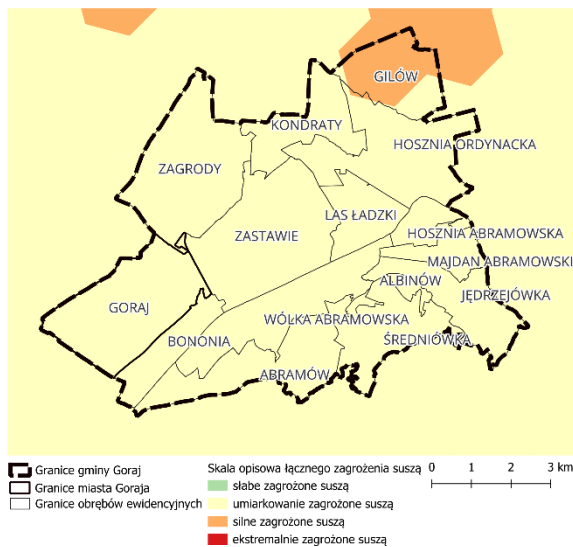 GILÓW
KONDRATY
HOSZNIA ORDYNACKA
ZAGRODY
LAS ŁADZKI
HOSZNIA ABRAMOWSKA
ZASTAWIE
MAJDAN ABRAMOWSKI
ALBINÓW
JĘDRZEJÓWKA
GORAJ
WÓLKA ABRAMOWSKA
BONONIA
ŚREDNIÓWKA
ABRAMÓW
Granice gminy Goraj
Granice miasta Goraja
Granice obrębów ewidencyjnych
Skala opisowa łącznego zagrożenia suszą
słabe zagrożone suszą
umiarkowanie zagrożone suszą
silne zagrożone suszą
ekstremalnie zagrożone suszą
0 1 2 3 km